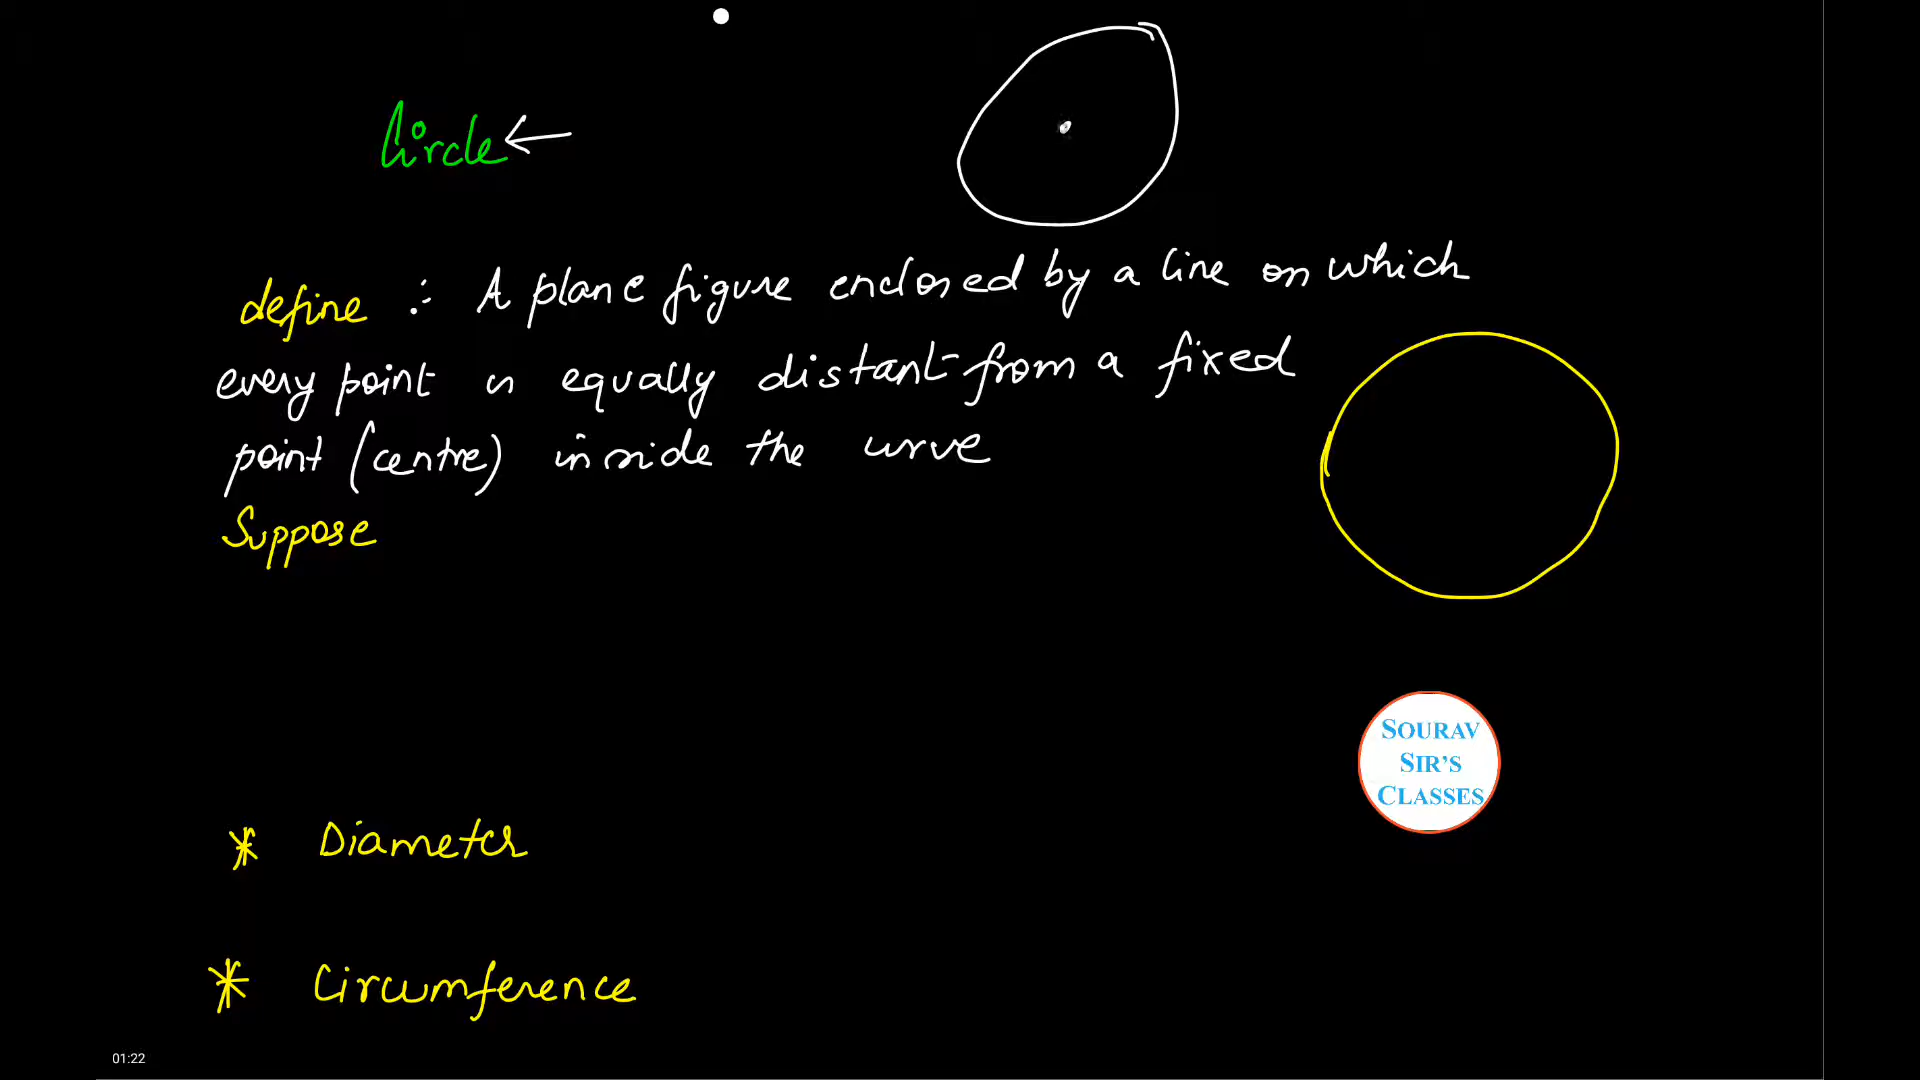 Circle ←
define :- A plane figure enclosed by a line on which
every point is equally distant from a fixed
point (centre) inside the curve
Suppose
SOURAV
SIR'S
CLASSES
* Diameter
* Circumference
01:22